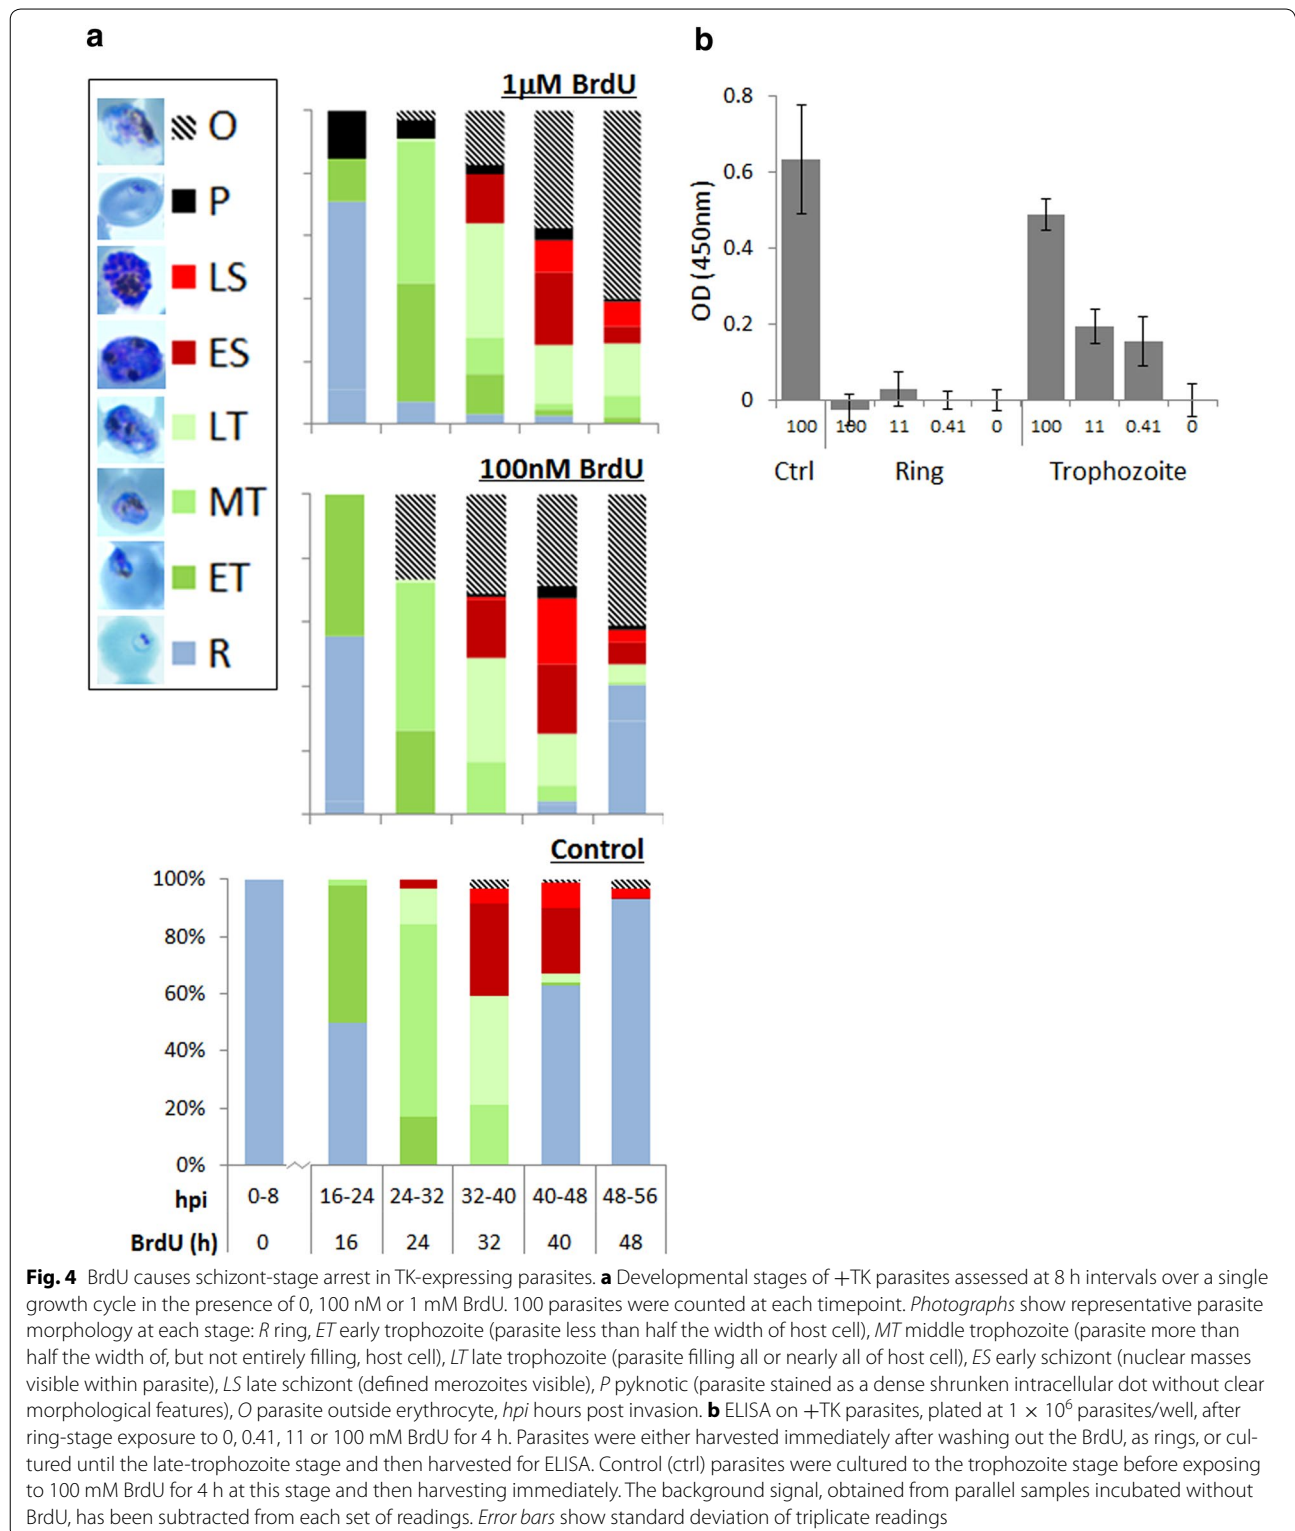 a
O
P
LS
ES
LT
MT
ET
R
1µM BrdU
100nM BrdU
Control
100%
80%
60%
40%
20%
0%
hpi 0-8 16-24 24-32 32-40 40-48 48-56
BrdU (h) 0 16 24 32 40 48
b
OD (450nm)
0.8
0.6
0.4
0.2
0
100 100 11 0.41 0 100 11 0.41 0
Ctrl Ring Trophozoite
Fig. 4 BrdU causes schizont-stage arrest in TK-expressing parasites. a Developmental stages of +TK parasites assessed at 8 h intervals over a single
growth cycle in the presence of 0, 100 nM or 1 mM BrdU. 100 parasites were counted at each timepoint. Photographs show representative parasite
morphology at each stage: R ring, ET early trophozoite (parasite less than half the width of host cell), MT middle trophozoite (parasite more than
half the width of, but not entirely filling, host cell), LT late trophozoite (parasite filling all or nearly all of host cell), ES early schizont (nuclear masses
visible within parasite), LS late schizont (defined merozoites visible), P pyknotic (parasite stained as a dense shrunken intracellular dot without clear
morphological features), O parasite outside erythrocyte, hpi hours post invasion. b ELISA on +TK parasites, plated at 1 × 10⁶ parasites/well, after
ring-stage exposure to 0, 0.41, 11 or 100 mM BrdU for 4 h. Parasites were either harvested immediately after washing out the BrdU, as rings, or cul-
tured until the late-trophozoite stage and then harvested for ELISA. Control (ctrl) parasites were cultured to the trophozoite stage before exposing
to 100 mM BrdU for 4 h at this stage and then harvesting immediately. The background signal, obtained from parallel samples incubated without
BrdU, has been subtracted from each set of readings. Error bars show standard deviation of triplicate readings